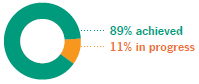 89% achieved
11% in progress